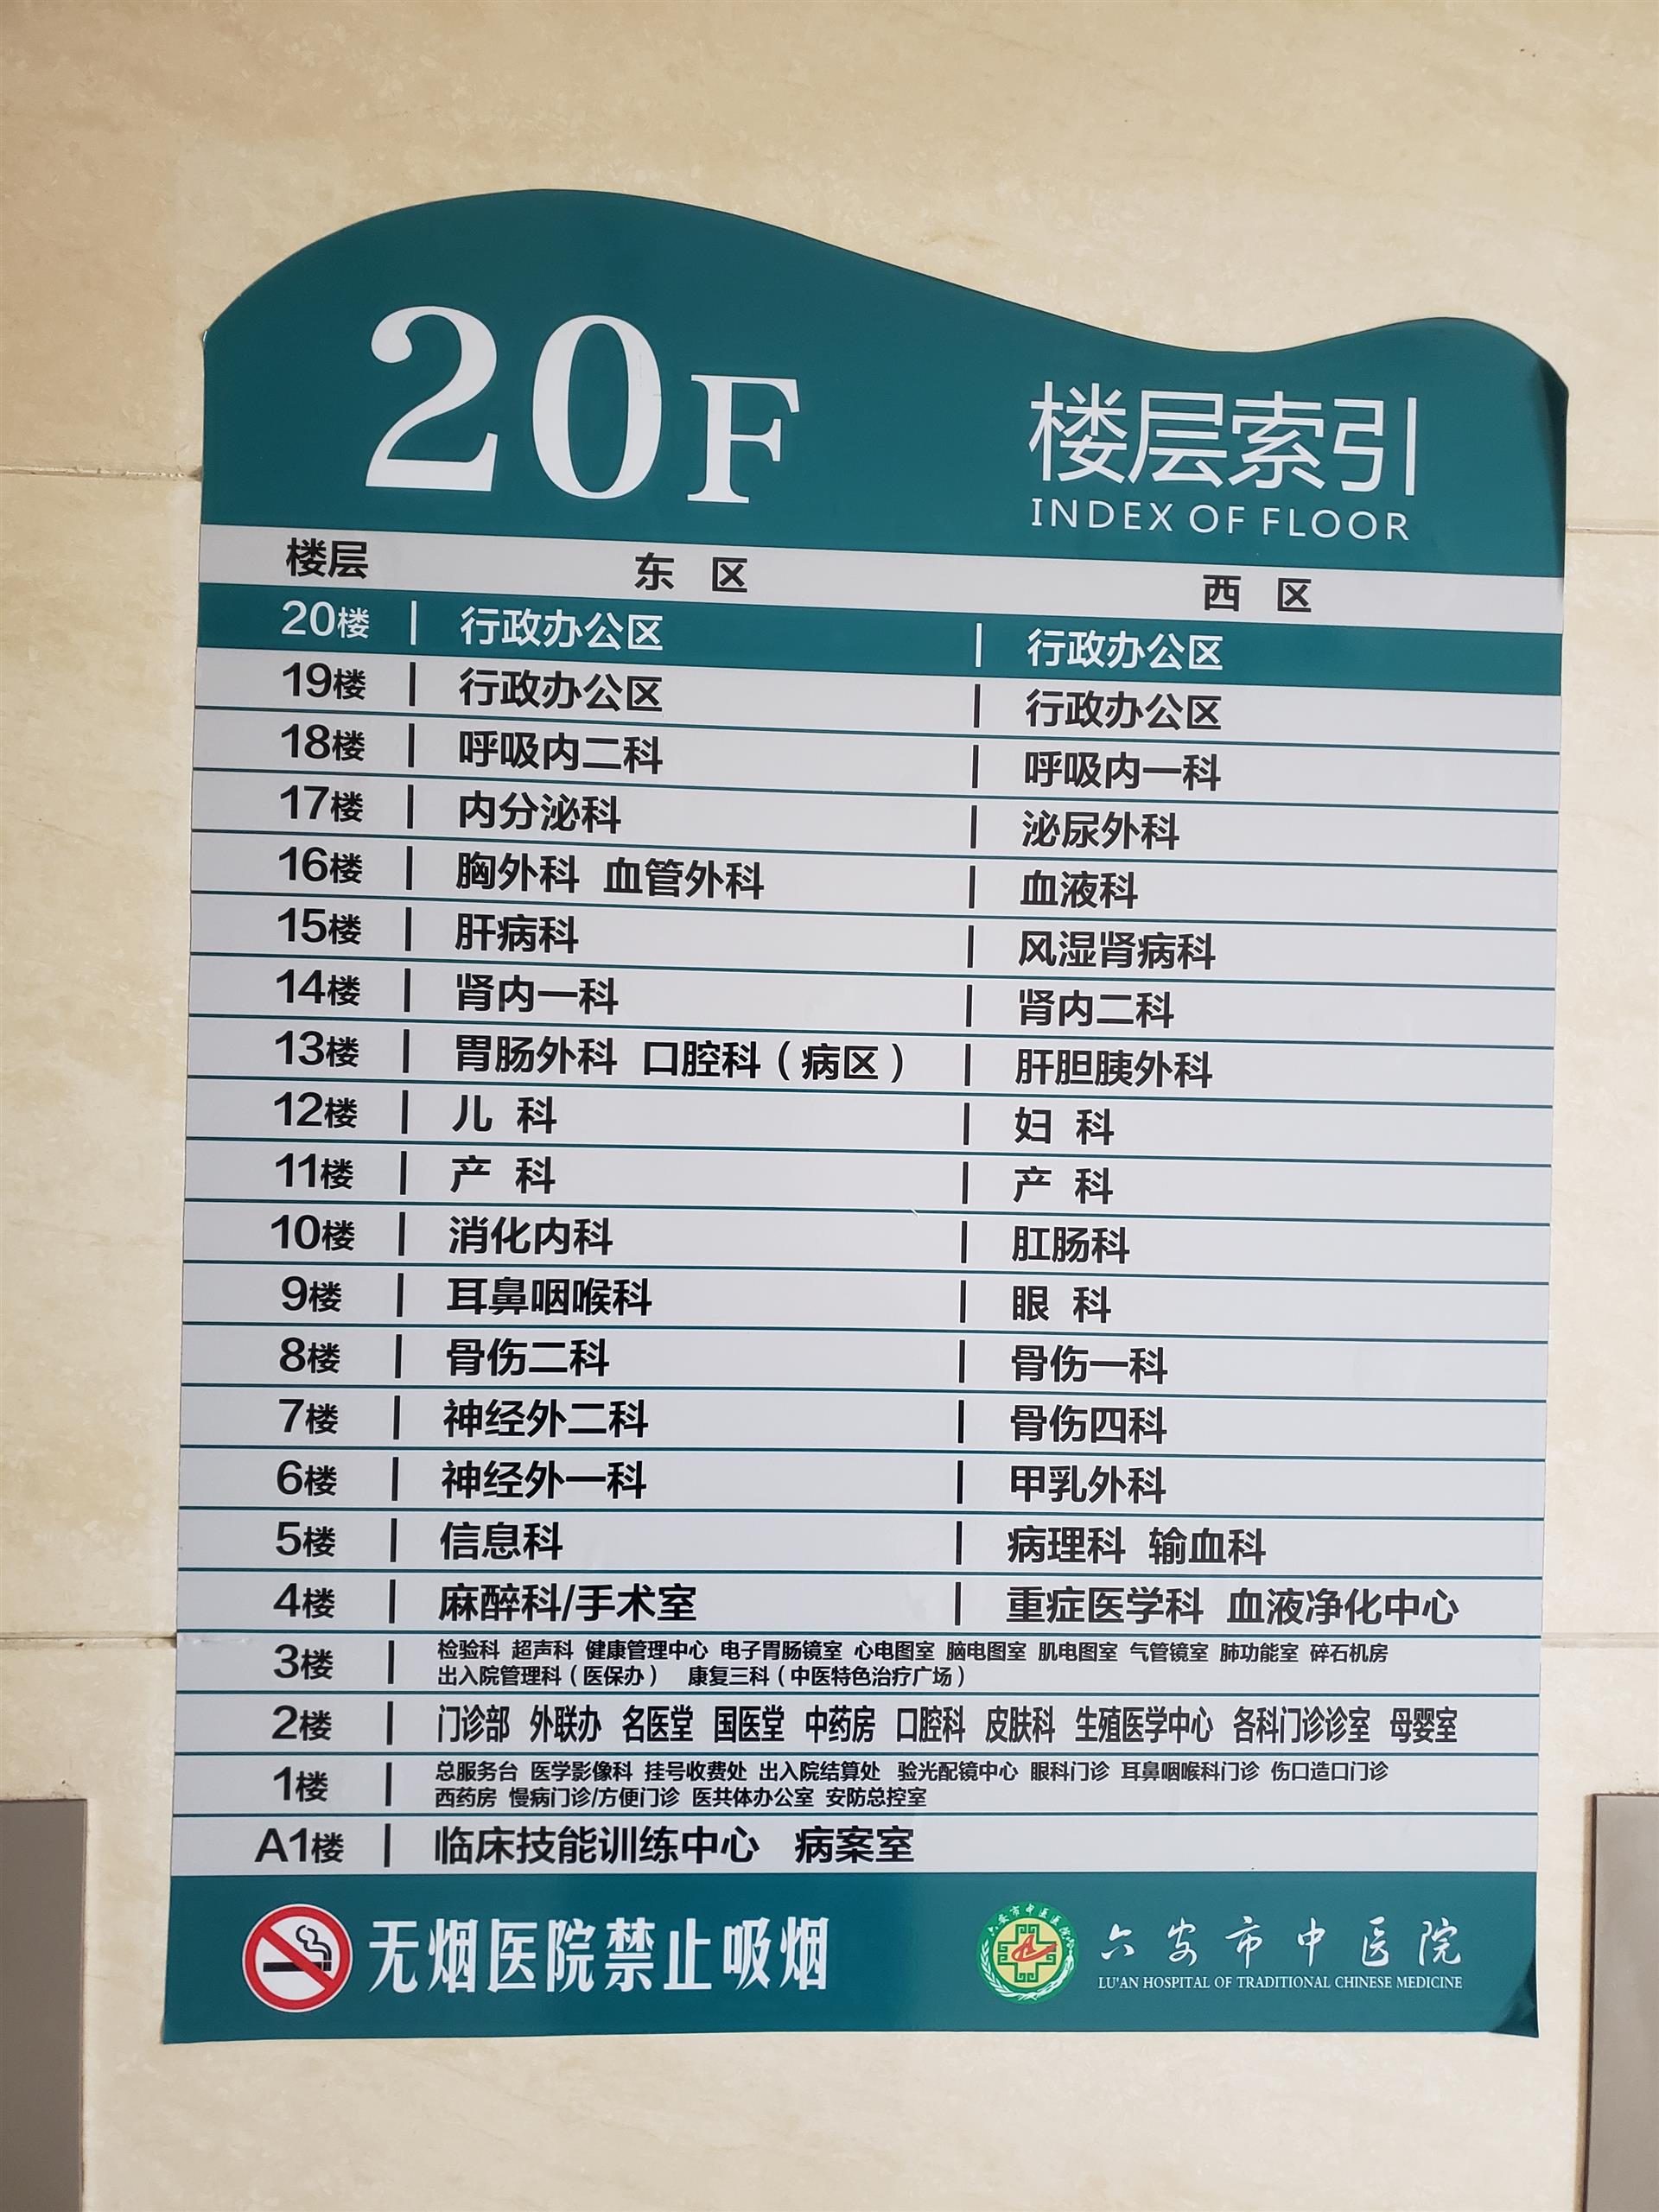 20F
楼层索引
INDEX OF FLOOR
楼层 东 区 西 区
20楼 | 行政办公区 | 行政办公区
19楼 | 行政办公区 | 行政办公区
18楼 | 呼吸内二科 | 呼吸内一科
17楼 | 内分泌科 | 泌尿外科
16楼 | 胸外科 血管外科 | 血液科
15楼 | 肝病科 | 风湿肾病科
14楼 | 肾内一科 | 肾内二科
13楼 | 胃肠外科 口腔科（病区） | 肝胆胰外科
12楼 | 儿 科 | 妇 科
11楼 | 产 科 | 产 科
10楼 | 消化内科 | 肛肠科
9楼 | 耳鼻咽喉科 | 眼 科
8楼 | 骨伤二科 | 骨伤一科
7楼 | 神经外二科 | 骨伤四科
6楼 | 神经外一科 | 甲乳外科
5楼 | 信息科 | 病理科 输血科
4楼 | 麻醉科/手术室 | 重症医学科 血液净化中心
3楼 | 检验科 超声科 健康管理中心 电子胃肠镜室 心电图室 脑电图室 肌电图室 气管镜室 肺功能室 碎石机房
出入院管理科（医保办） 康复三科（中医特色治疗广场）
2楼 | 门诊部 外联办 名医堂 国医堂 中药房 口腔科 皮肤科 生殖医学中心 各科门诊诊室 母婴室
1楼 | 总服务台 医学影像科 挂号收费处 出入院结算处 验光配镜中心 眼科门诊 耳鼻咽喉科门诊 伤口造口门诊
西药房 慢病门诊/方便门诊 医共体办公室 安防总控室
A1楼 | 临床技能训练中心 病案室
无烟医院禁止吸烟
六安市中医医院
六安市中医院
LU'AN HOSPITAL OF TRADITIONAL CHINESE MEDICINE